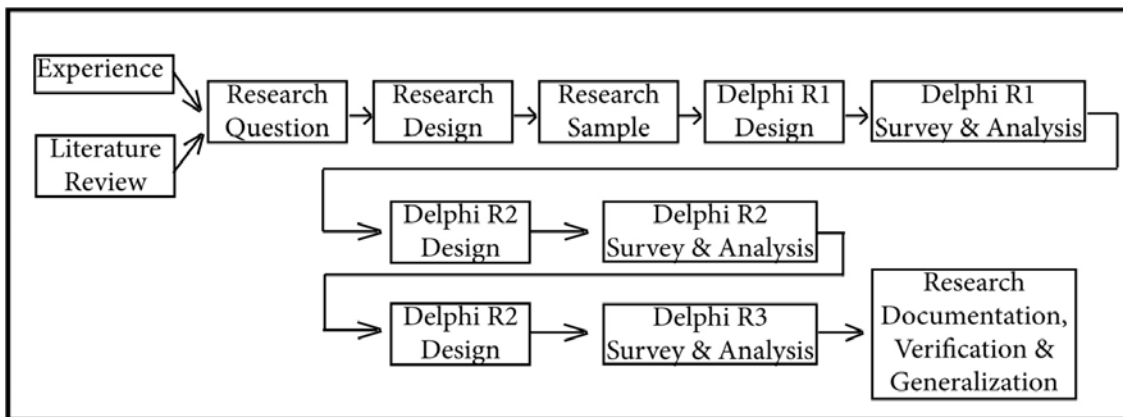 Experience
Literature
Review
Research
Question
Research
Design
Research
Sample
Delphi R1
Design
Delphi R1
Survey & Analysis
Delphi R2
Design
Delphi R2
Survey & Analysis
Delphi R2
Design
Delphi R3
Survey & Analysis
Research
Documentation,
Verification &
Generalization